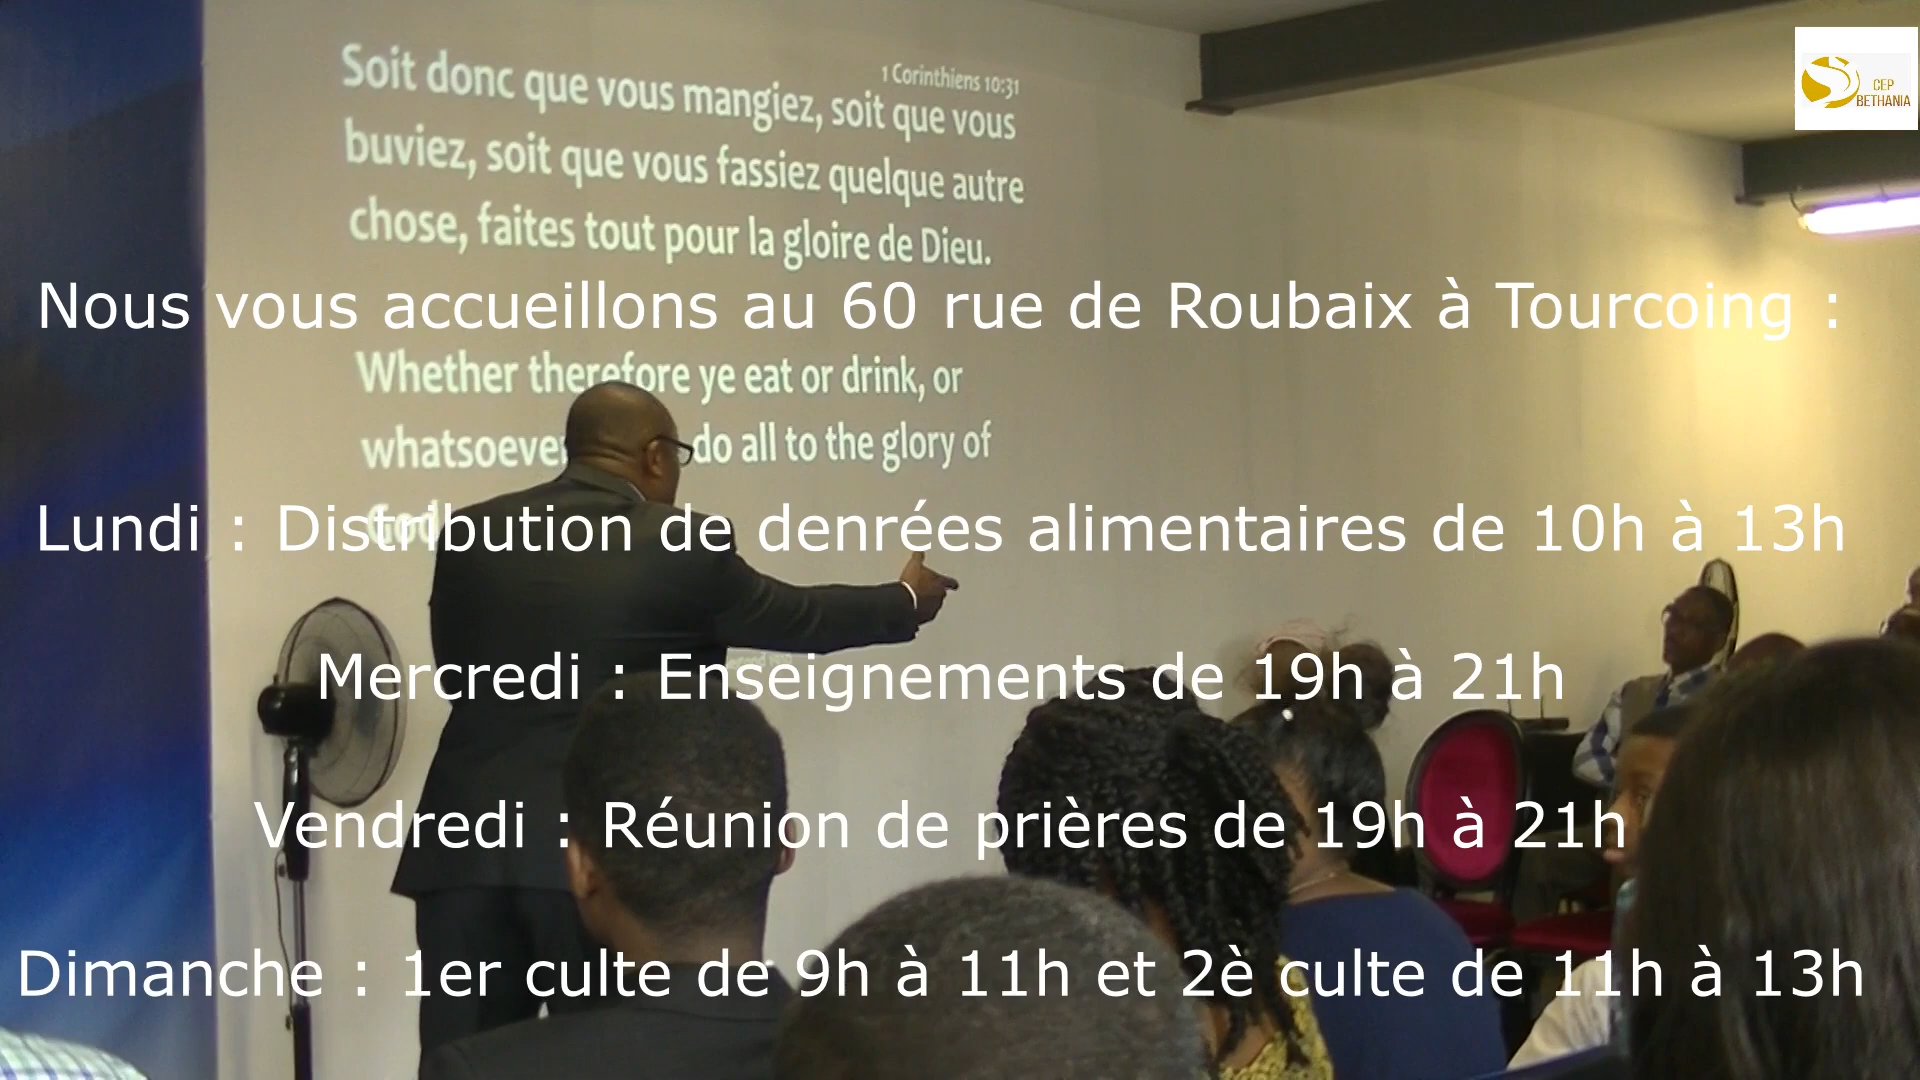 1 Corinthiens 10:31
Soit donc que vous mangiez, soit que vous
buviez, soit que vous fassiez quelque autre
chose, faites tout pour la gloire de Dieu.
CEP
BETHANIA
Nous vous accueillons au 60 rue de Roubaix à Tourcoing :
Whether therefore ye eat or drink, or
whatsoever do all to the glory of
God
Lundi : Distribution de denrées alimentaires de 10h à 13h
Mercredi : Enseignements de 19h à 21h
Vendredi : Réunion de prières de 19h à 21h
Dimanche : 1er culte de 9h à 11h et 2è culte de 11h à 13h